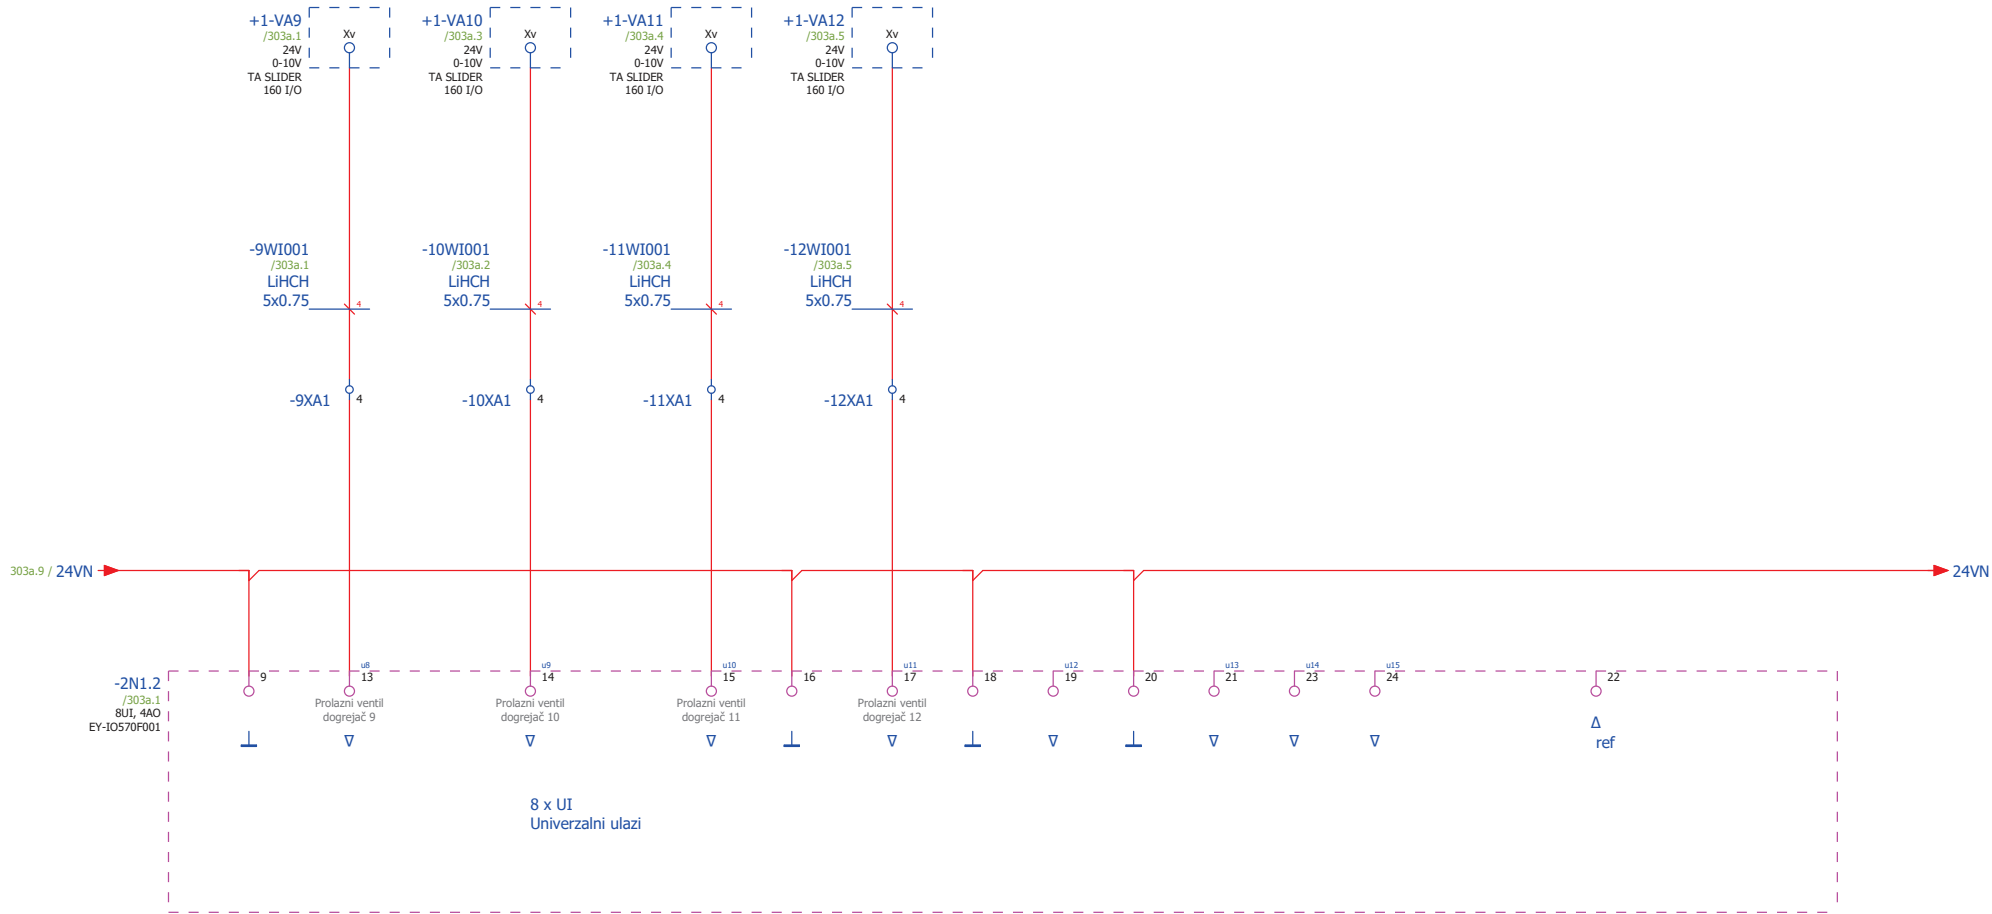 +1-VA9
/303a.1
24V
0-10V
TA SLIDER
160 I/O
Xv
+1-VA10
/303a.3
24V
0-10V
TA SLIDER
160 I/O
Xv
+1-VA11
/303a.4
24V
0-10V
TA SLIDER
160 I/O
Xv
+1-VA12
/303a.5
24V
0-10V
TA SLIDER
160 I/O
Xv
-9WI001
/303a.1
LiHCH
5x0.75
4
-10WI001
/303a.2
LiHCH
5x0.75
4
-11WI001
/303a.4
LiHCH
5x0.75
4
-12WI001
/303a.5
LiHCH
5x0.75
4
-9XA1 4
-10XA1 4
-11XA1 4
-12XA1 4
303a.9 / 24VN
24VN
-2N1.2
/303a.1
8UI, 4AO
EY-IO570F001
9
u8
13
Prolazni ventil
dogrejač 9
u9
14
Prolazni ventil
dogrejač 10
u10
15
Prolazni ventil
dogrejač 11
16
u11
17
Prolazni ventil
dogrejač 12
18
u12
19
20
u13
21
u14
23
u15
24
22
Δ
ref
∇ ∇ ∇ ∇ ∇ ∇ ∇ ∇
8 x UI
Univerzalni ulazi